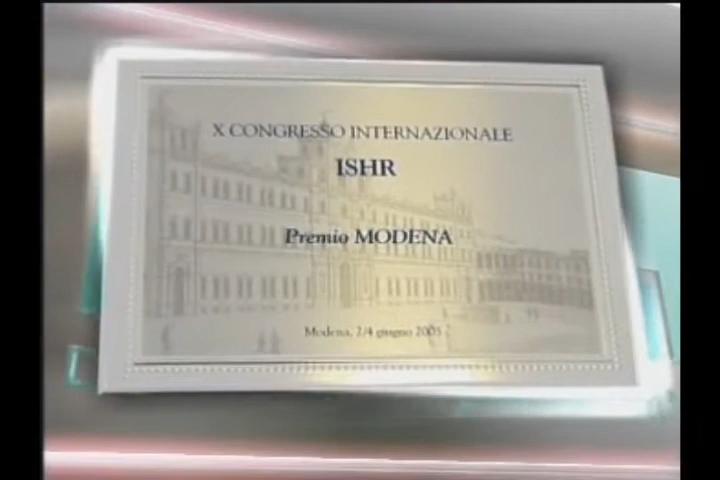 X CONGRESSO INTERNAZIONALE
ISHR
Premio MODENA
Modena, 2/4 giugno 2005